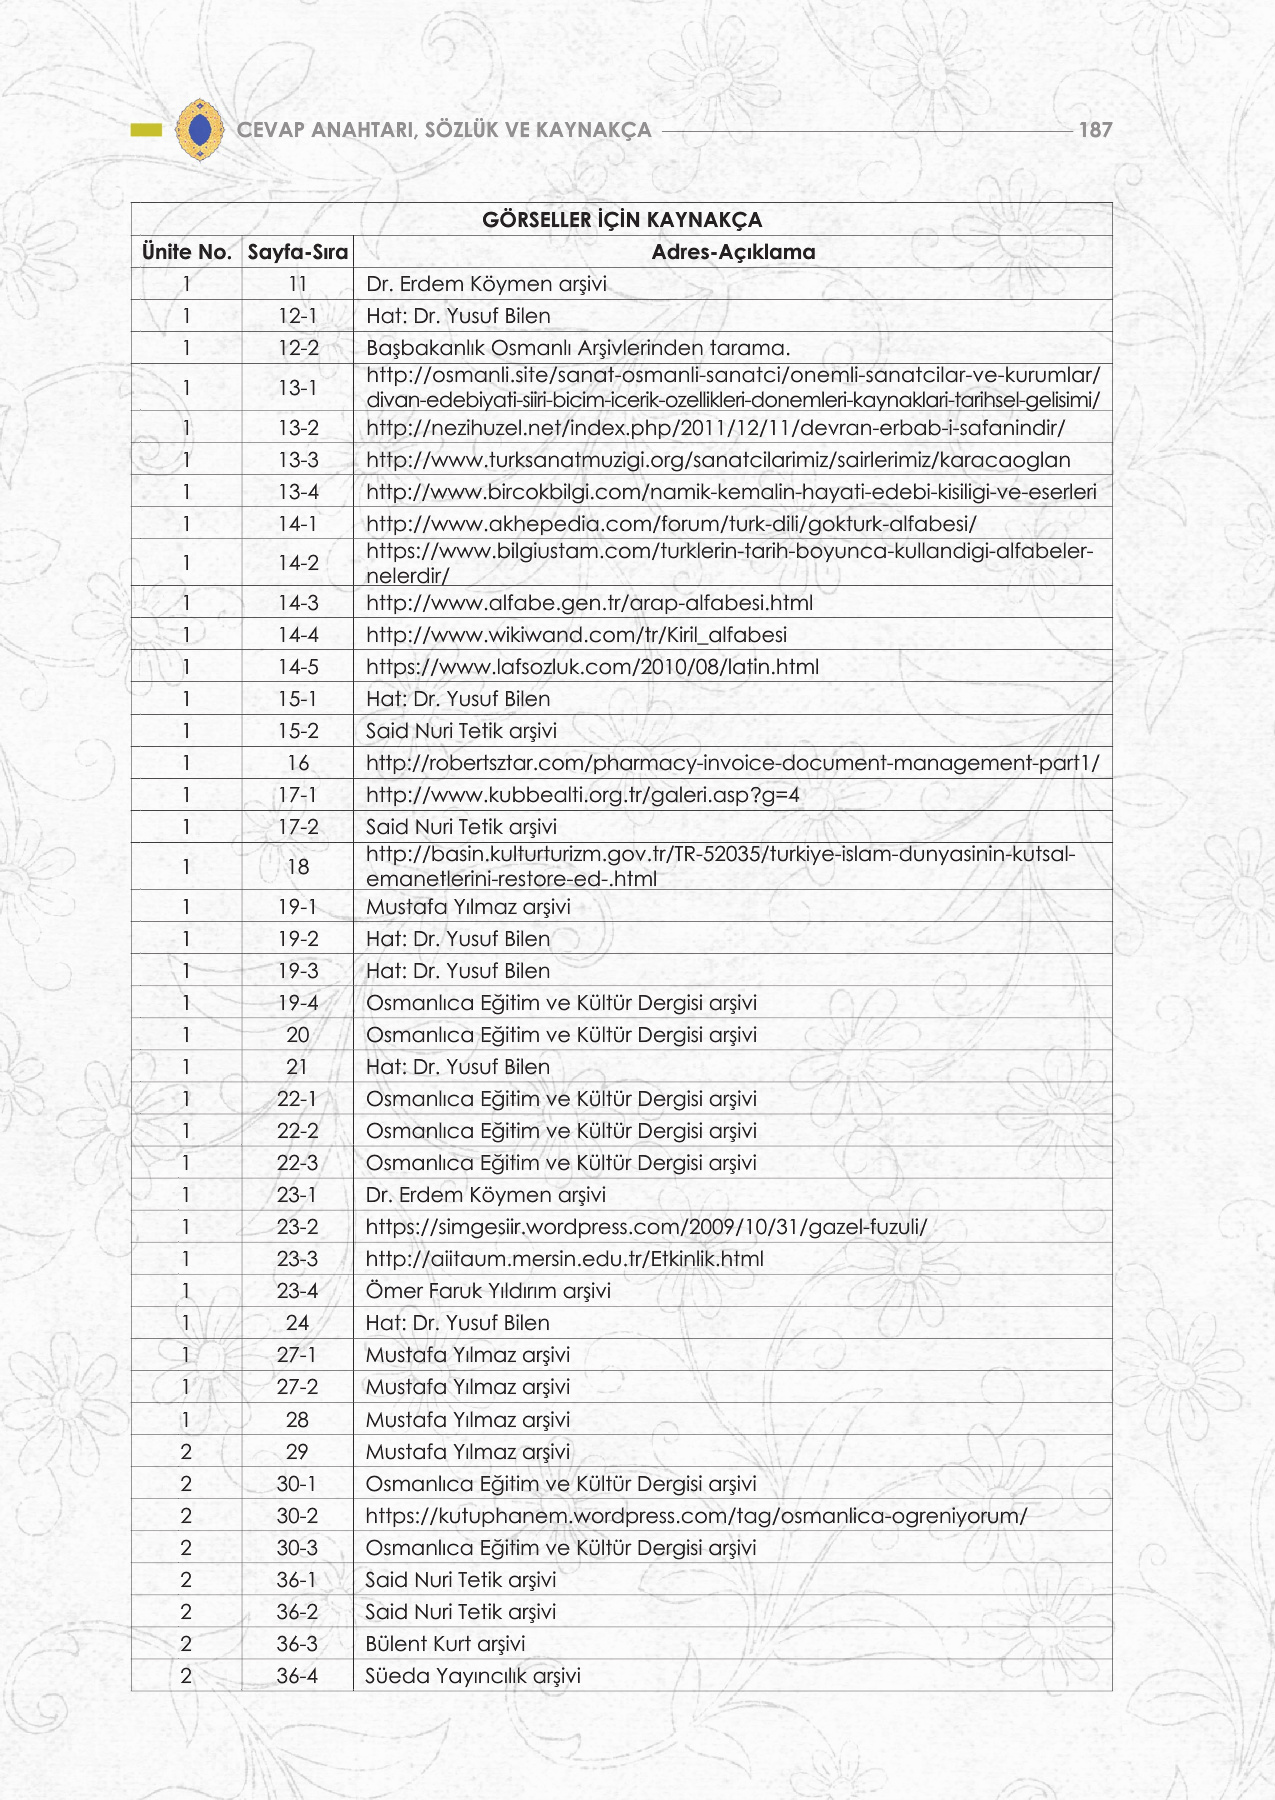 CEVAP ANAHTARI, SÖZLÜK VE KAYNAKÇA 187
GÖRSELLER İÇİN KAYNAKÇA
Ünite No. Sayfa-Sıra Adres-Açıklama
1 11 Dr. Erdem Köymen arşivi
1 12-1 Hat: Dr. Yusuf Bilen
1 12-2 Başbakanlık Osmanlı Arşivlerinden tarama.
1 13-1 http://osmanli.site/sanat-osmanli-sanatci/onemli-sanatcilar-ve-kurumlar/
divan-edebiyati-siiri-bicim-icerik-ozellikleri-donemleri-kaynaklari-tarihsel-gelisimi/
1 13-2 http://nezihuzel.net/index.php/2011/12/11/devran-erbab-i-safanindir/
1 13-3 http://www.turksanatmuzigi.org/sanatcilarimiz/sairlerimiz/karacaoglan
1 13-4 http://www.bircokbilgi.com/namik-kemalin-hayati-edebi-kisiligi-ve-eserleri
1 14-1 http://www.akhepedia.com/forum/turk-dili/gokturk-alfabesi/
1 14-2 https://www.bilgiustam.com/turklerin-tarih-boyunca-kullandigi-alfabeler-
nelerdir/
1 14-3 http://www.alfabe.gen.tr/arap-alfabesi.html
1 14-4 http://www.wikiwand.com/tr/Kiril_alfabesi
1 14-5 https://www.lafsozluk.com/2010/08/latin.html
1 15-1 Hat: Dr. Yusuf Bilen
1 15-2 Said Nuri Tetik arşivi
1 16 http://robertsztar.com/pharmacy-invoice-document-management-part1/
1 17-1 http://www.kubbealti.org.tr/galeri.asp?g=4
1 17-2 Said Nuri Tetik arşivi
1 18 http://basin.kulturturizm.gov.tr/TR-52035/turkiye-islam-dunyasinin-kutsal-
emanetlerini-restore-ed-.html
1 19-1 Mustafa Yılmaz arşivi
1 19-2 Hat: Dr. Yusuf Bilen
1 19-3 Hat: Dr. Yusuf Bilen
1 19-4 Osmanlıca Eğitim ve Kültür Dergisi arşivi
1 20 Osmanlıca Eğitim ve Kültür Dergisi arşivi
1 21 Hat: Dr. Yusuf Bilen
1 22-1 Osmanlıca Eğitim ve Kültür Dergisi arşivi
1 22-2 Osmanlıca Eğitim ve Kültür Dergisi arşivi
1 22-3 Osmanlıca Eğitim ve Kültür Dergisi arşivi
1 23-1 Dr. Erdem Köymen arşivi
1 23-2 https://simgesiir.wordpress.com/2009/10/31/gazel-fuzuli/
1 23-3 http://aiitaum.mersin.edu.tr/Etkinlik.html
1 23-4 Ömer Faruk Yıldırım arşivi
1 24 Hat: Dr. Yusuf Bilen
1 27-1 Mustafa Yılmaz arşivi
1 27-2 Mustafa Yılmaz arşivi
1 28 Mustafa Yılmaz arşivi
2 29 Mustafa Yılmaz arşivi
2 30-1 Osmanlıca Eğitim ve Kültür Dergisi arşivi
2 30-2 https://kutuphanem.wordpress.com/tag/osmanlica-ogreniyorum/
2 30-3 Osmanlıca Eğitim ve Kültür Dergisi arşivi
2 36-1 Said Nuri Tetik arşivi
2 36-2 Said Nuri Tetik arşivi
2 36-3 Bülent Kurt arşivi
2 36-4 Süeda Yayıncılık arşivi